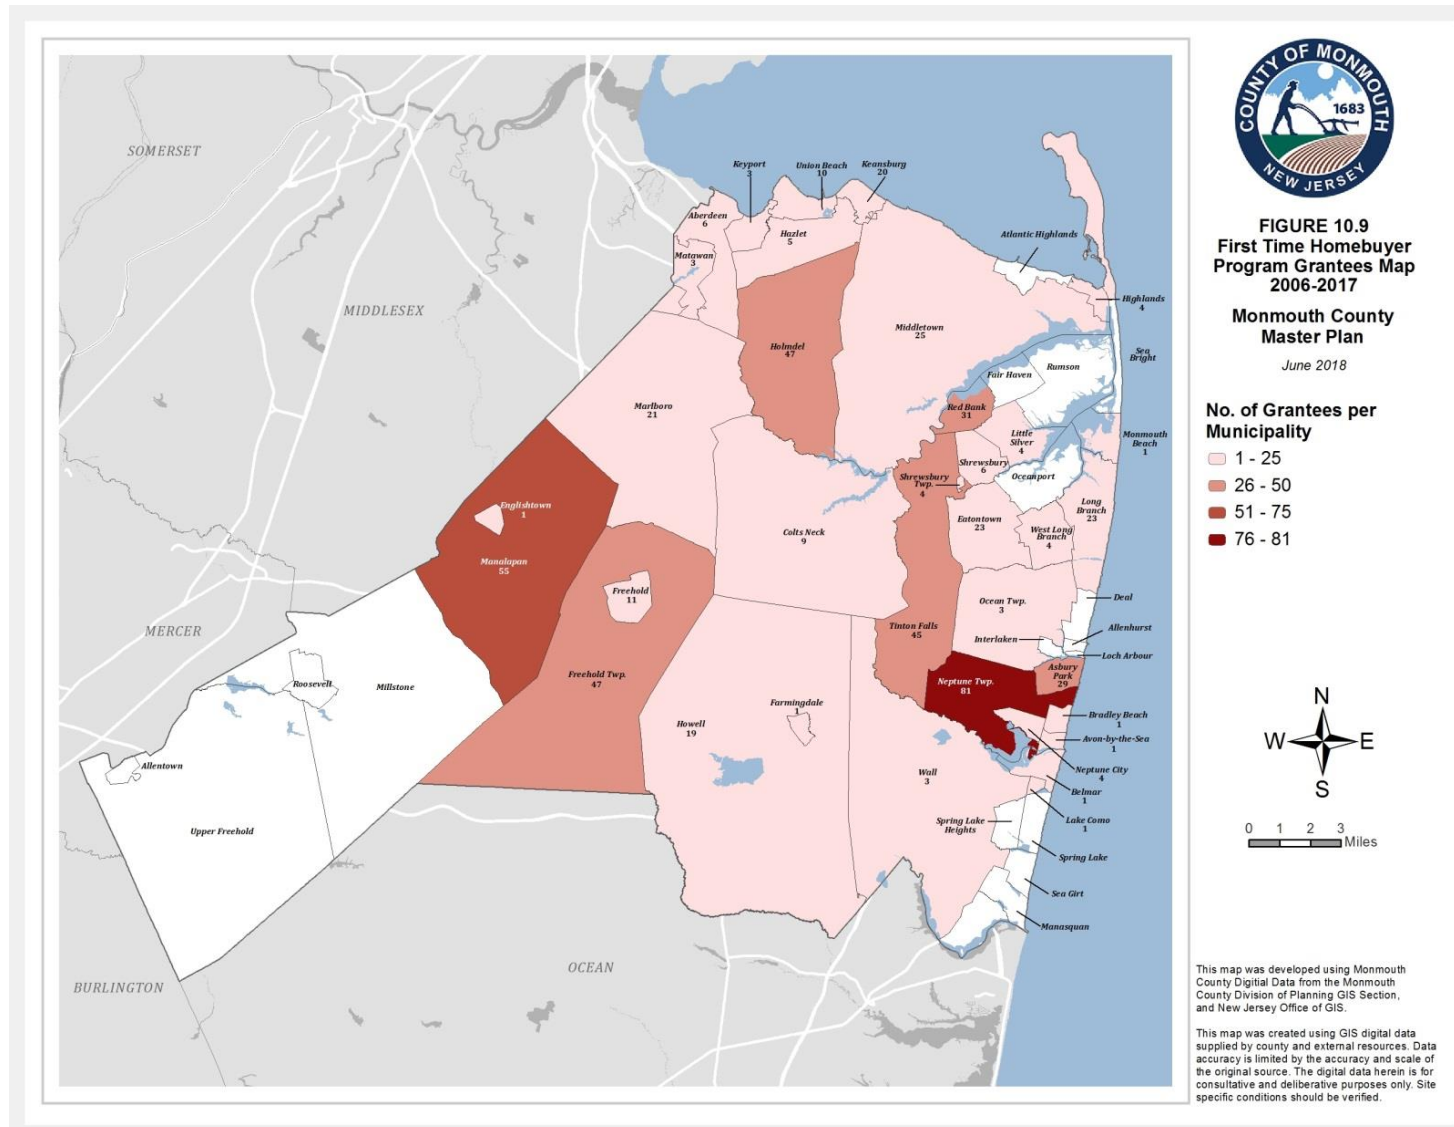 COUNTY OF MONMOUTH
1683
NEW JERSEY
FIGURE 10.9
First Time Homebuyer
Program Grantees Map
2006-2017
Monmouth County
Master Plan
June 2018
No. of Grantees per
Municipality
1 - 25
26 - 50
51 - 75
76 - 81
N
W
E
S
0 1 2 3
Miles
This map was developed using Monmouth
County Digitial Data from the Monmouth
County Division of Planning GIS Section,
and New Jersey Office of GIS.
This map was created using GIS digital data
supplied by county and external resources. Data
accuracy is limited by the accuracy and scale of
the original source. The digital data herein is for
consultative and deliberative purposes only. Site
specific conditions should be verified.
SOMERSET
MIDDLESEX
MERCER
BURLINGTON
OCEAN
Keyport
3
Union Beach
10
Keansburg
20
Aberdeen
6
Hazlet
5
Matawan
3
Atlantic Highlands
Highlands
4
Middletown
25
Holmdel
47
Sea
Bright
Rumson
Fair Haven
Red Bank
31
Marlboro
21
Little
Silver
4
Monmouth
Beach
1
Shrewsbury
6
Shrewsbury
Twp.
4
Oceanport
Long
Branch
23
Eatontown
23
West Long
Branch
4
Englishtown
1
Colts Neck
9
Manalapan
55
Freehold
11
Ocean Twp.
3
Deal
Allenhurst
Interlaken
Loch Arbour
Tinton Falls
45
Asbury
Park
29
Neptune Twp.
81
Freehold Twp.
47
Roosevelt
Millstone
Farmingdale
1
Howell
19
Bradley Beach
1
Avon-by-the-Sea
1
Neptune City
4
Allentown
Wall
3
Belmar
1
Lake Como
1
Upper Freehold
Spring Lake
Heights
Spring Lake
Sea Girt
Manasquan